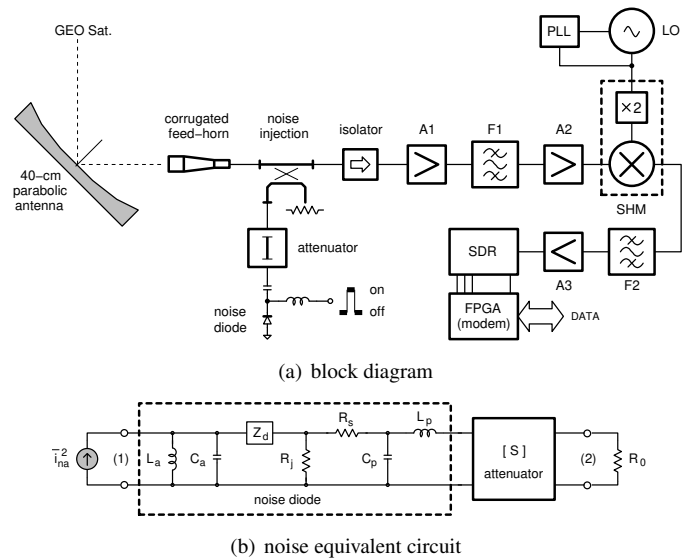 GEO Sat.
40-cm
parabolic
antenna
corrugated
feed-horn
noise
injection
isolator
A1
F1
A2
PLL
LO
×2
SHM
attenuator
noise
diode
on
off
SDR
FPGA
(modem)
A3
F2
DATA
(a) block diagram
i̅na²
(1)
La
Ca
Zd
Rj
Rs
Cp
Lp
noise diode
[ S ]
attenuator
(2)
R0
(b) noise equivalent circuit